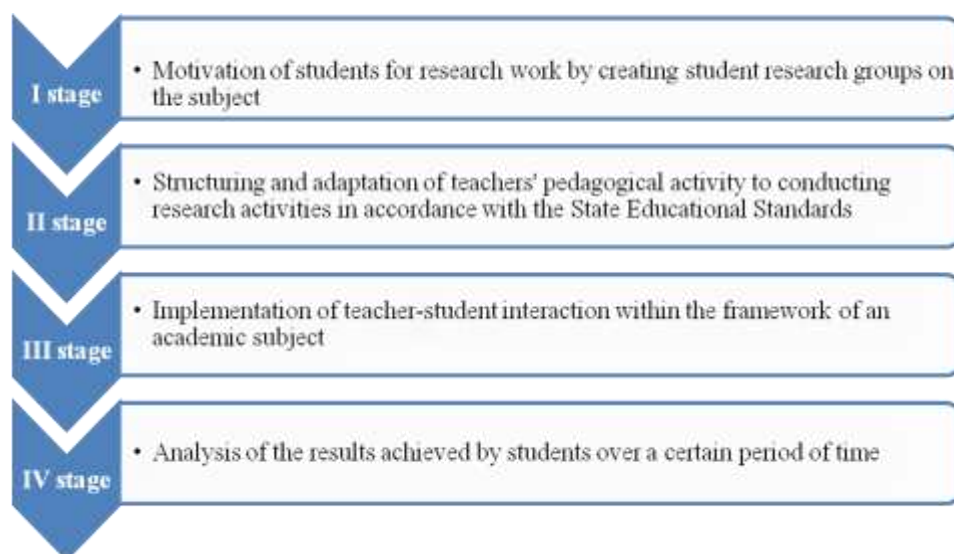 I stage
• Motivation of students for research work by creating student research groups on
the subject
II stage
• Structuring and adaptation of teachers' pedagogical activity to conducting
research activities in accordance with the State Educational Standards
III stage
• Implementation of teacher-student interaction within the framework of an
academic subject
IV stage
• Analysis of the results achieved by students over a certain period of time